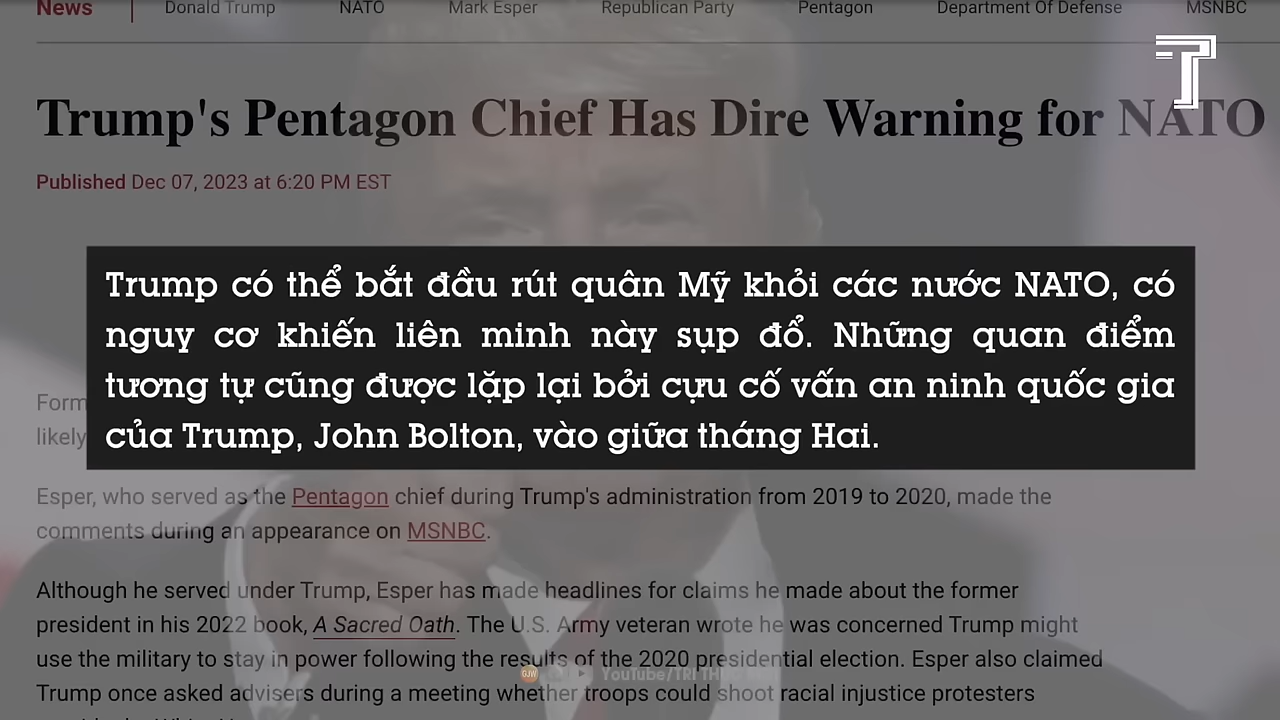 News Donald Trump NATO Mark Esper Republican Party Pentagon Department Of Defense MSNBC
Trump's Pentagon Chief Has Dire Warning for NATO
Published Dec 07, 2023 at 6:20 PM EST
Trump có thể bắt đầu rút quân Mỹ khỏi các nước NATO, có
nguy cơ khiến liên minh này sụp đổ. Những quan điểm
tương tự cũng được lặp lại bởi cựu cố vấn an ninh quốc gia
của Trump, John Bolton, vào giữa tháng Hai.
likely
Esper, who served as the Pentagon chief during Trump's administration from 2019 to 2020, made the
comments during an appearance on MSNBC.
Although he served under Trump, Esper has made headlines for claims he made about the former
president in his 2022 book, A Sacred Oath. The U.S. Army veteran wrote he was concerned Trump might
use the military to stay in power following the results of the 2020 presidential election. Esper also claimed
YouTube/TRI
Trump once asked advisers during a meeting whether troops could shoot racial injustice protesters